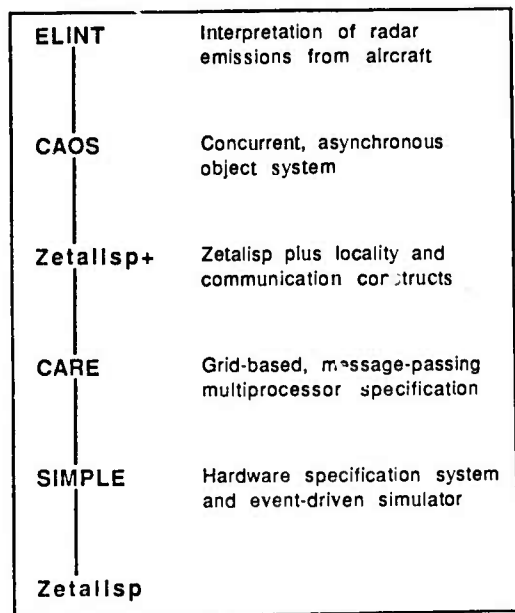 ELINT
Interpretation of radar
emissions from aircraft
CAOS
Concurrent, asynchronous
object system
Zetalisp+
Zetalisp plus locality and
communication constructs
CARE
Grid-based, message-passing
multiprocessor specification
SIMPLE
Hardware specification system
and event-driven simulator
Zetalisp